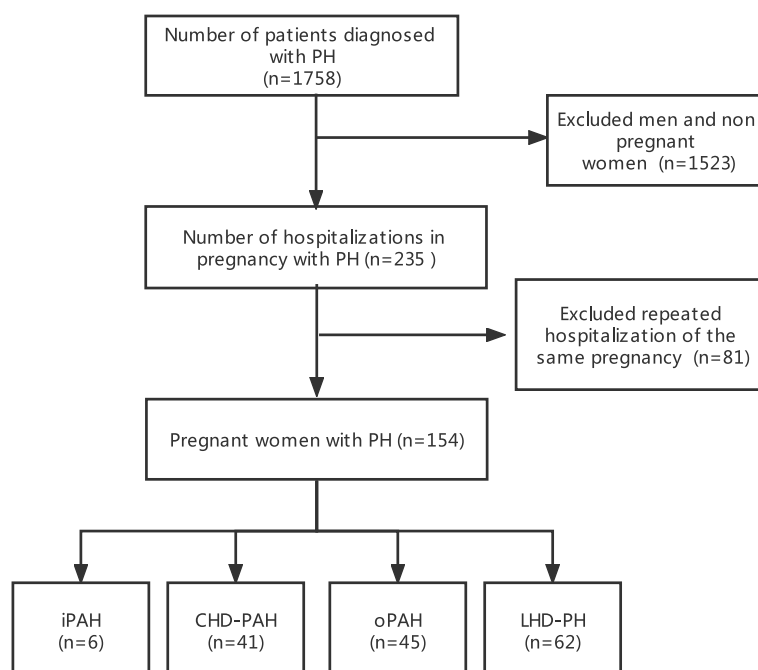 Number of patients diagnosed
with PH
(n=1758)
Excluded men and non
pregnant
women (n=1523)
Number of hospitalizations in
pregnancy with PH (n=235 )
Excluded repeated
hospitalization of the
same pregnancy (n=81)
Pregnant women with PH (n=154)
iPAH
(n=6)
CHD-PAH
(n=41)
oPAH
(n=45)
LHD-PH
(n=62)